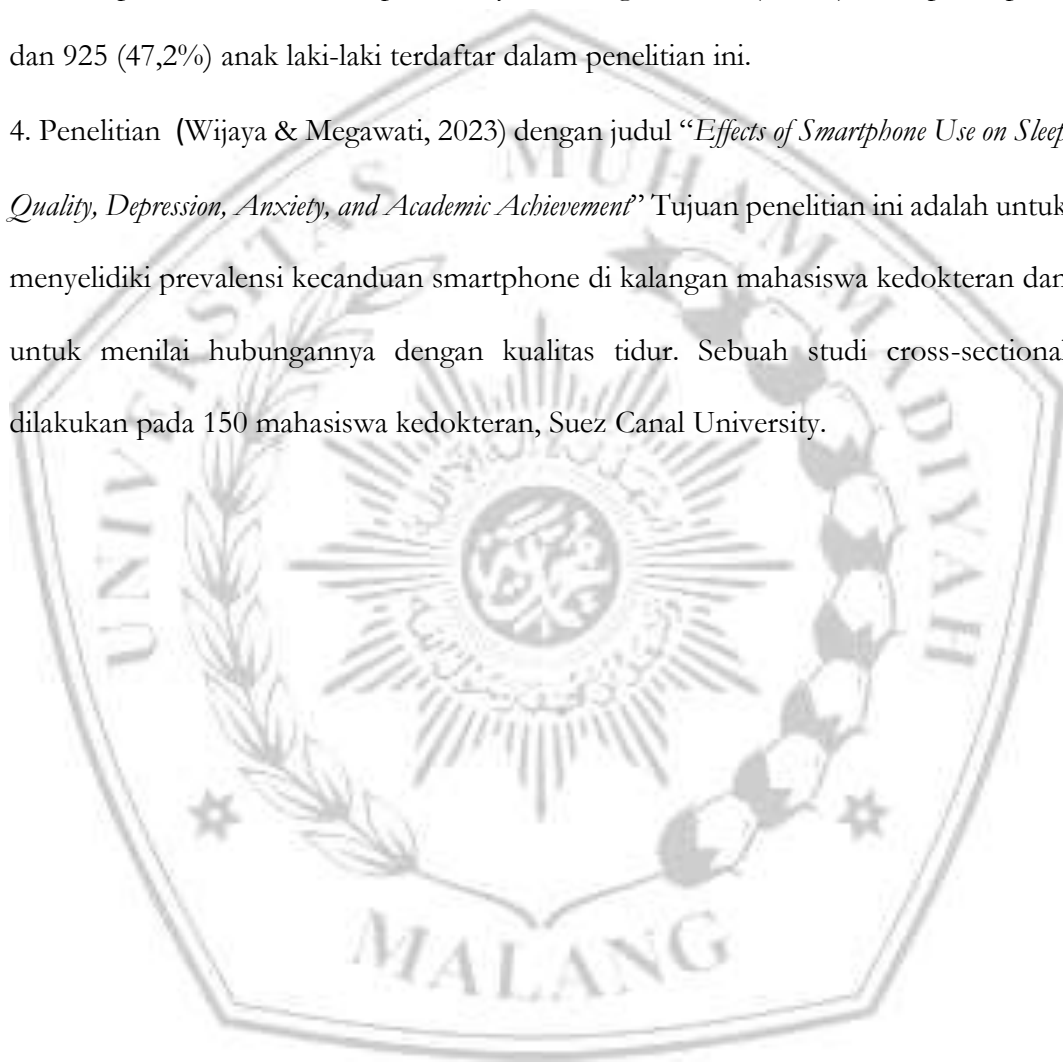 dan 925 (47,2%) anak laki-laki terdaftar dalam penelitian ini.
4. Penelitian (Wijaya & Megawati, 2023) dengan judul “Effects of Smartphone Use on Sleep
Quality, Depression, Anxiety, and Academic Achievement” Tujuan penelitian ini adalah untuk
menyelidiki prevalensi kecanduan smartphone di kalangan mahasiswa kedokteran dan
untuk menilai hubungannya dengan kualitas tidur. Sebuah studi cross-sectional
dilakukan pada 150 mahasiswa kedokteran, Suez Canal University.
UNIVERSITAS MUHAMMADIYAH
MALANG